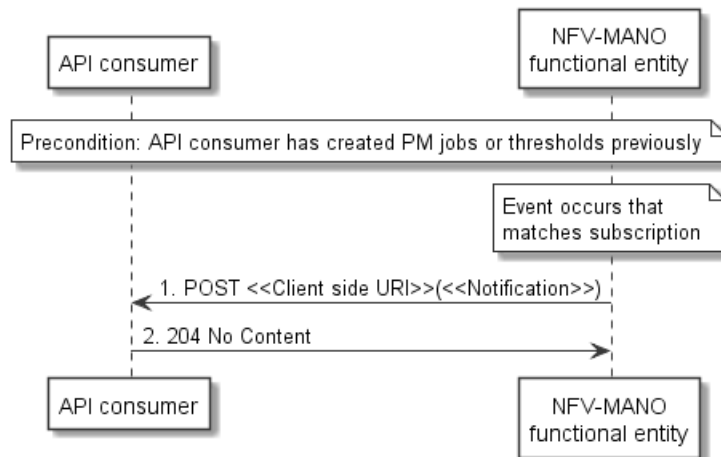 API consumer
NFV-MANO
functional entity
Precondition: API consumer has created PM jobs or thresholds previously
Event occurs that
matches subscription
1. POST <<Client side URI>>(<<Notification>>)
2. 204 No Content
API consumer
NFV-MANO
functional entity